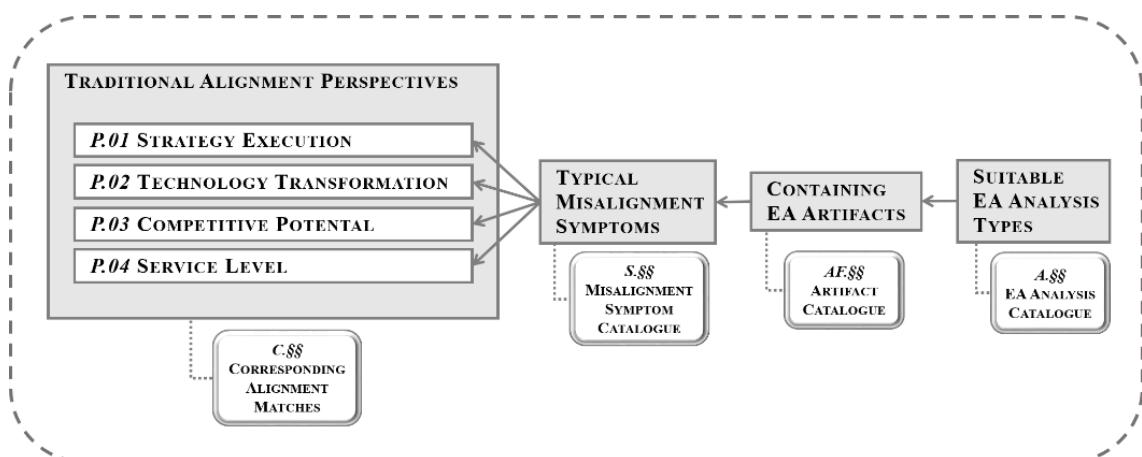 TRADITIONAL ALIGNMENT PERSPECTIVES
P.01 STRATEGY EXECUTION
P.02 TECHNOLOGY TRANSFORMATION
P.03 COMPETITIVE POTENTAL
P.04 SERVICE LEVEL
C.§§
CORRESPONDING
ALIGNMENT
MATCHES
TYPICAL
MISALIGNMENT
SYMPTOMS
S.§§
MISALIGNMENT
SYMPTOM
CATALOGUE
CONTAINING
EA ARTIFACTS
AF.§§
ARTIFACT
CATALOGUE
SUITABLE
EA ANALYSIS
TYPES
A.§§
EA ANALYSIS
CATALOGUE